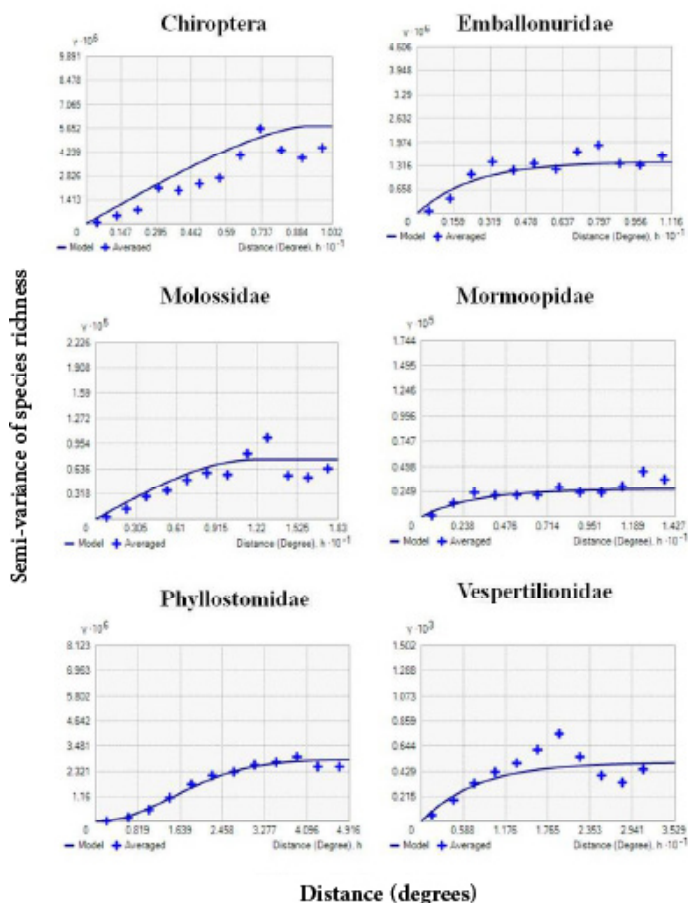 Semi-variance of species richness
Chiroptera
9.891
8.478
7.065
5.652
4.239
2.826
1.413
0 0.147 0.295 0.442 0.59 0.737 0.884 1.032
Model Averaged Distance (Degree), h ·10⁻¹
Emballonuridae
4.606
3.948
3.29
2.632
1.974
1.316
0.658
0 0.159 0.319 0.478 0.637 0.797 0.956 1.116
Model Averaged Distance (Degree), h ·10⁻¹
Molossidae
2.226
1.908
1.59
1.272
0.954
0.636
0.318
0 0.305 0.61 0.915 1.22 1.525 1.83
Model Averaged Distance (Degree), h ·10⁻¹
Mormoopidae
1.744
1.495
1.246
0.996
0.747
0.498
0.249
0 0.238 0.476 0.714 0.951 1.189 1.427
Model Averaged Distance (Degree), h ·10⁻¹
Phyllostomidae
8.123
6.963
5.802
4.642
3.481
2.321
1.16
0 0.819 1.639 2.458 3.277 4.096 4.916
Model Averaged Distance (Degree), h
Vespertilionidae
γ ·10³
1.502
1.288
1.073
0.859
0.644
0.429
0.215
0 0.588 1.176 1.765 2.353 2.941 3.529
Model Averaged Distance (Degree), h ·10⁻¹
Distance (degrees)